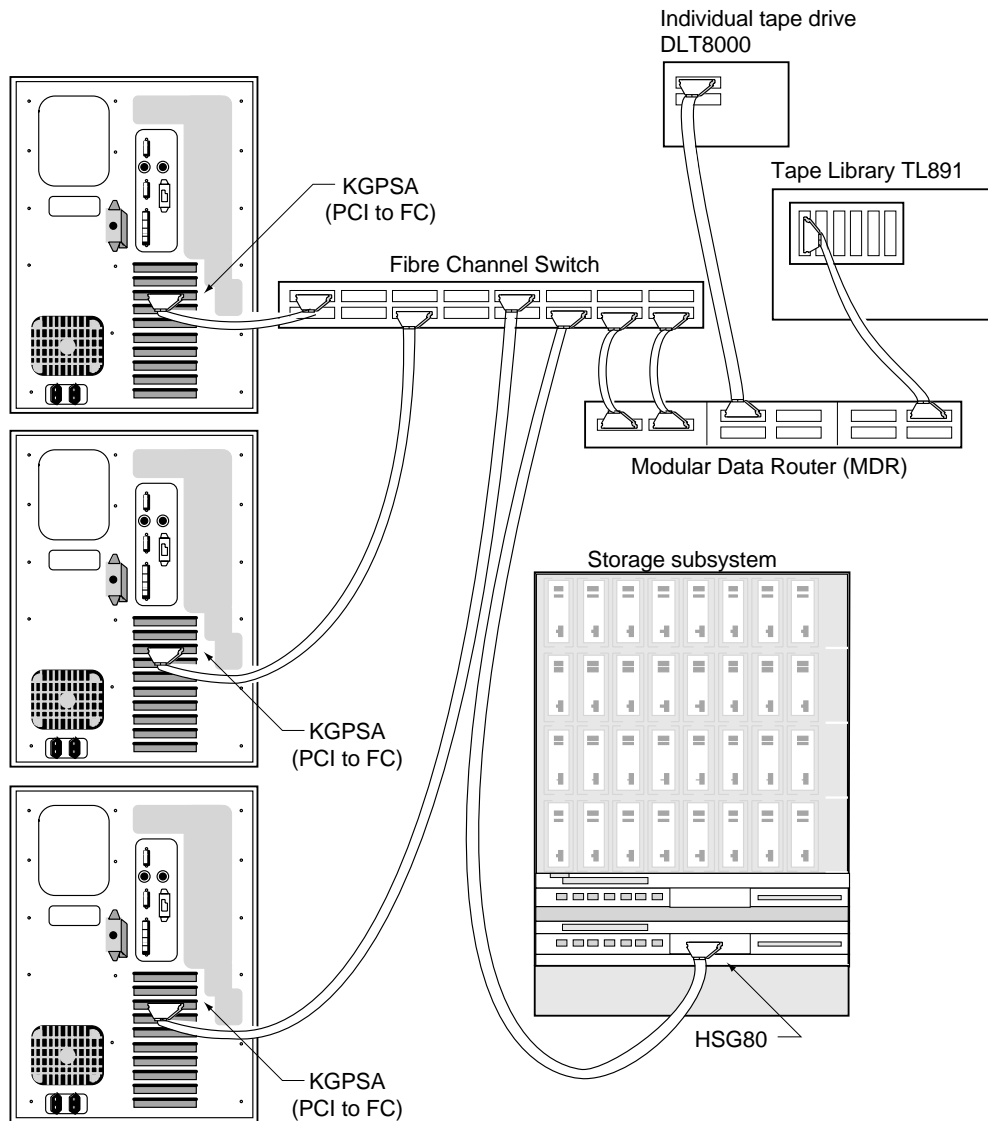 Individual tape drive
DLT8000
Tape Library TL891
KGPSA
(PCI to FC)
Fibre Channel Switch
Modular Data Router (MDR)
Storage subsystem
KGPSA
(PCI to FC)
HSG80
KGPSA
(PCI to FC)